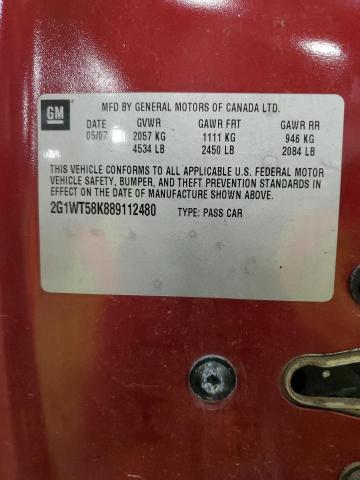 GM
MFD BY GENERAL MOTORS OF CANADA LTD.
DATE GVWR GAWR FRT GAWR RR
05/07 2057 KG 1111 KG 946 KG
4534 LB 2450 LB 2084 LB
THIS VEHICLE CONFORMS TO ALL APPLICABLE U.S. FEDERAL MOTOR
VEHICLE SAFETY, BUMPER, AND THEFT PREVENTION STANDARDS IN
EFFECT ON THE DATE OF MANUFACTURE SHOWN ABOVE.
2G1WT58K889112480 TYPE: PASS CAR